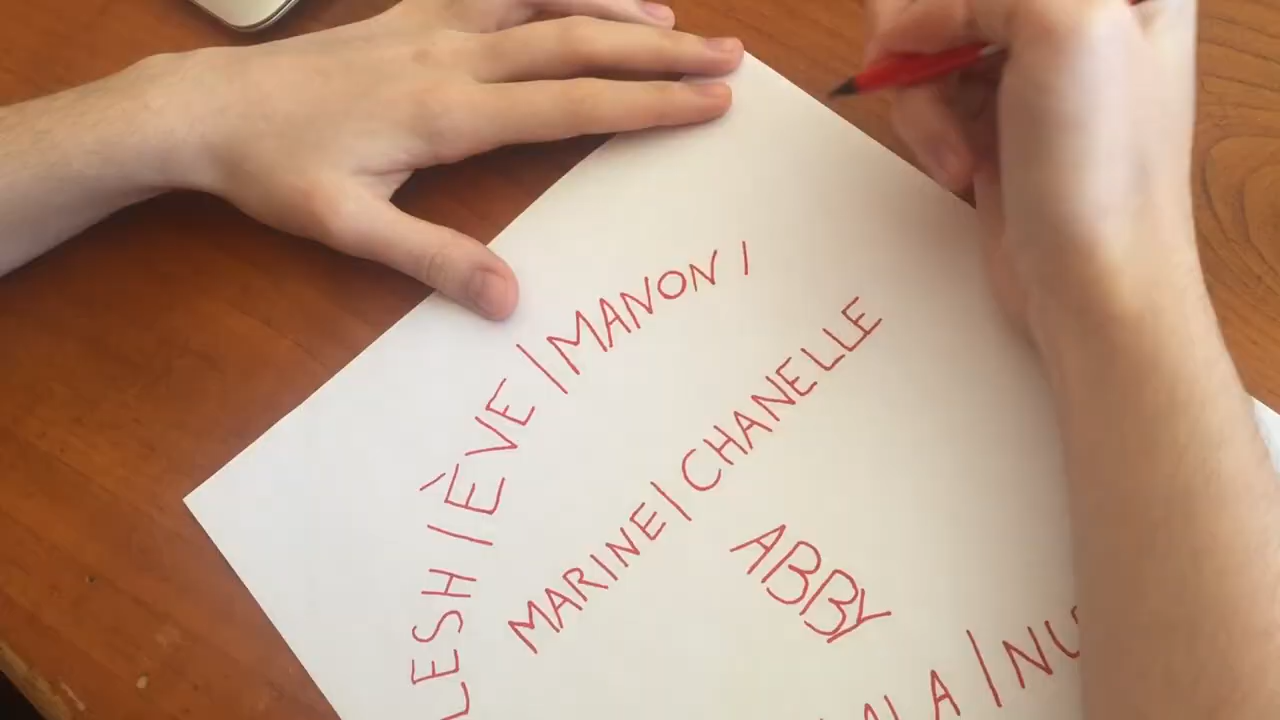 LESH / ÈVE / MANON /
MARINE / CHANELLE
ABBY